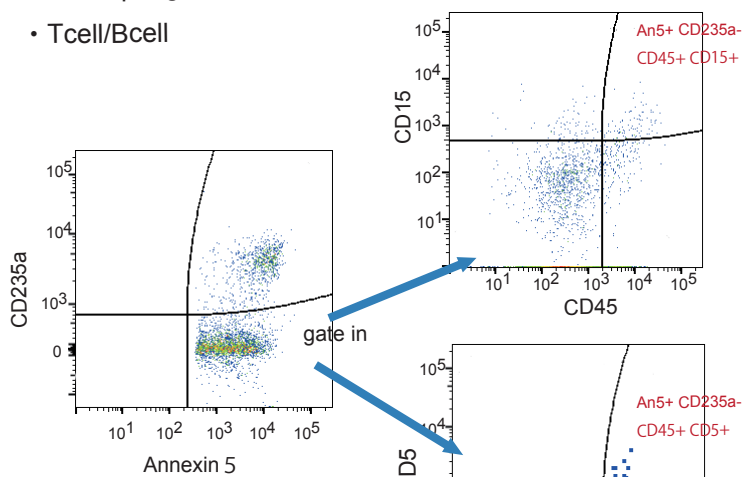 • Tcell/Bcell
10⁵
10⁴
10³
10²
10¹
CD15
An5+ CD235a-
CD45+ CD15+
10¹ 10² 10³ 10⁴ 10⁵
CD45
10⁵
10⁴
10³
0
CD235a
10¹ 10² 10³ 10⁴ 10⁵
Annexin 5
gate in
10⁵
10⁴
An5+ CD235a-
CD45+ CD5+